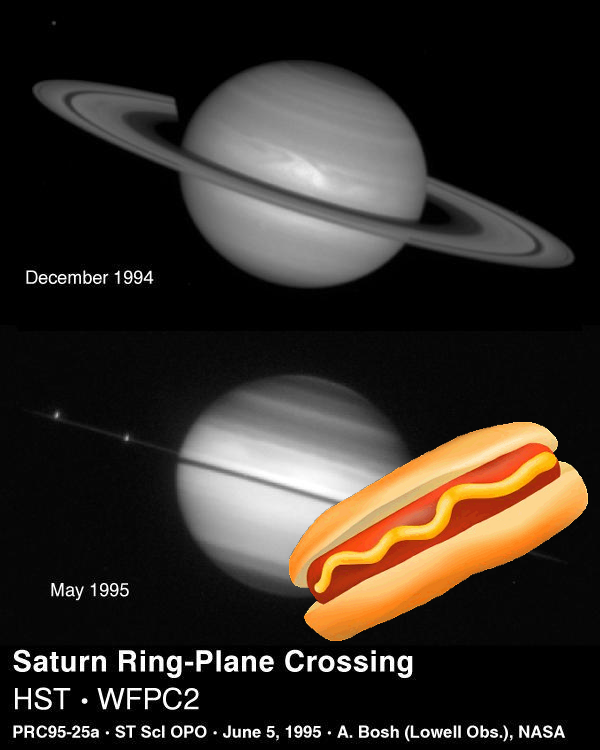 December 1994
May 1995
Saturn Ring-Plane Crossing
HST · WFPC2
PRC95-25a · ST ScI OPO · June 5, 1995 · A. Bosh (Lowell Obs.), NASA